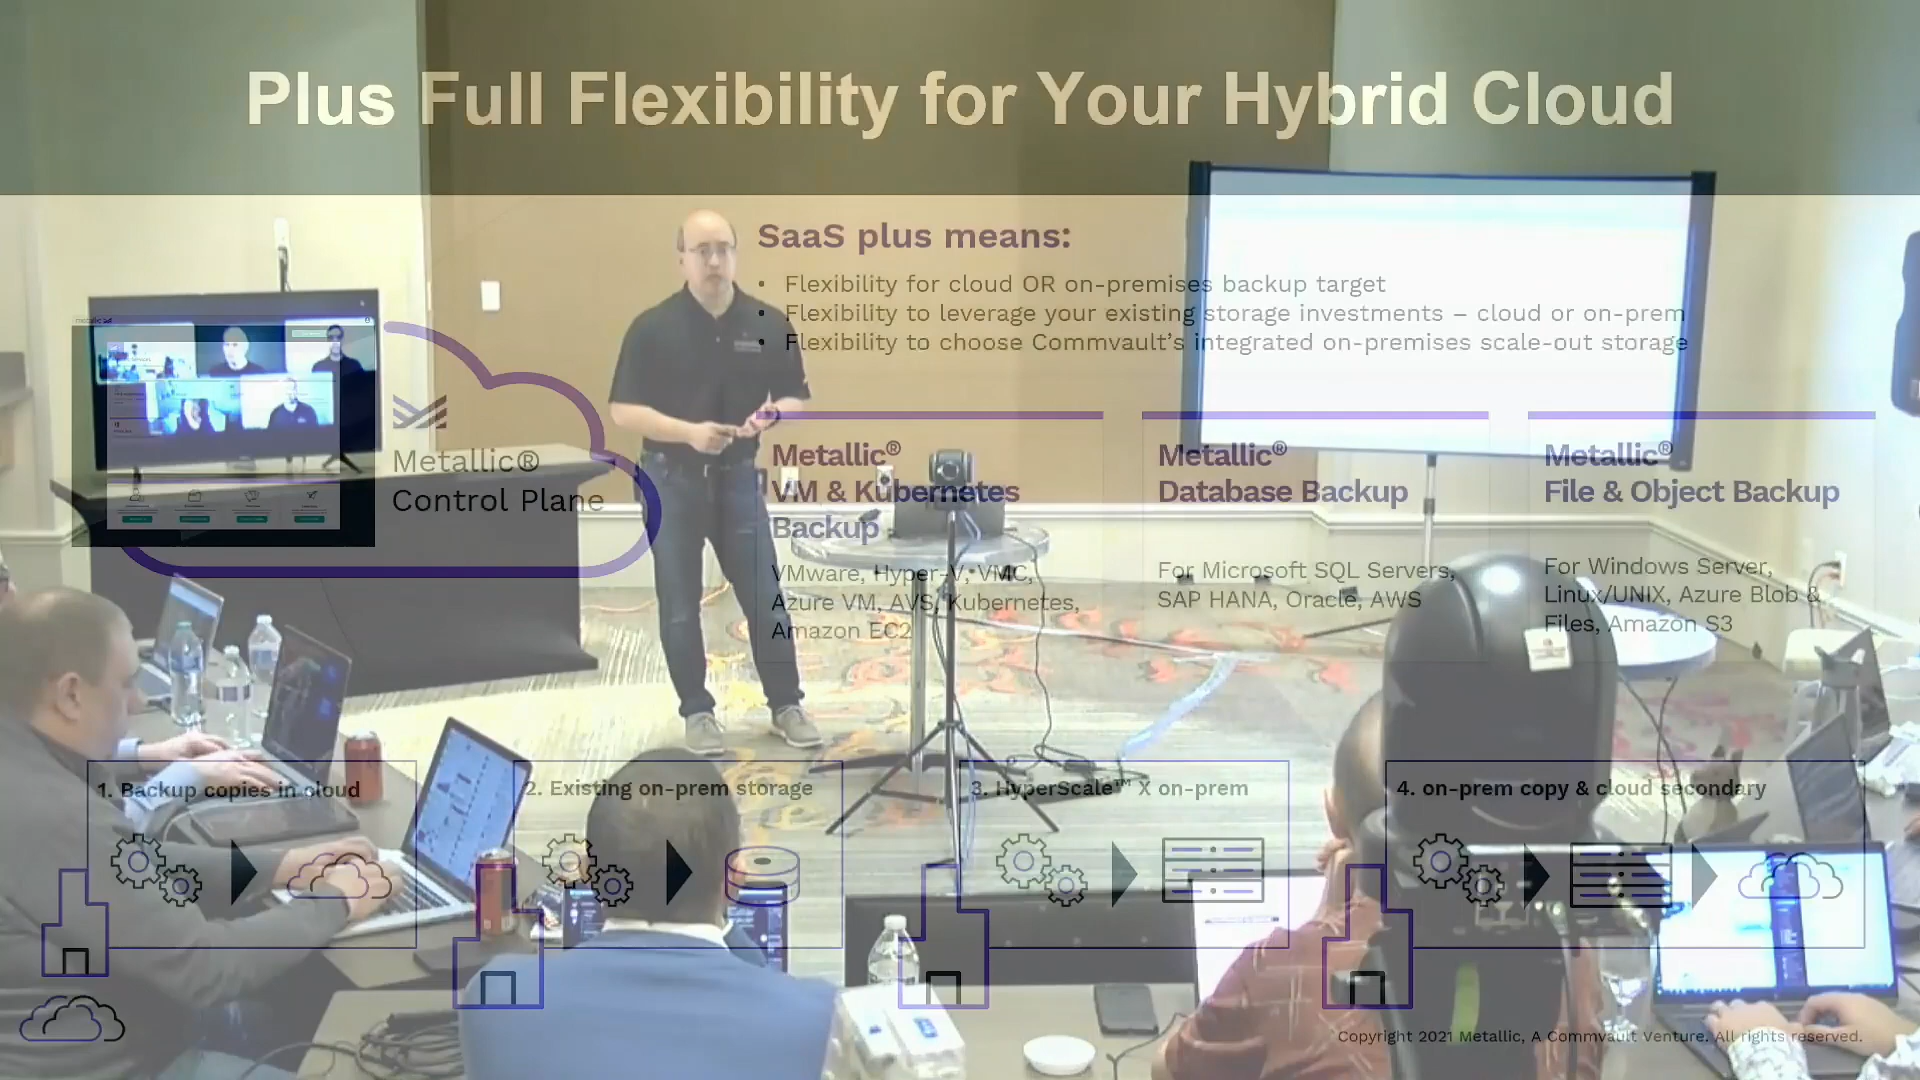 Plus Full Flexibility for Your Hybrid Cloud
SaaS plus means:
• Flexibility for cloud OR on-premises backup target
• Flexibility to leverage your existing storage investments – cloud or on-prem
• Flexibility to choose Commvault's integrated on-premises scale-out storage
metallic
Metallic®
Control Plane
Metallic®
VM & Kubernetes
Backup
VMware, Hyper-V, VMC,
Azure VM, AVS, Kubernetes,
Amazon EC2
Metallic®
Database Backup
For Microsoft SQL Servers,
SAP HANA, Oracle, AWS
Metallic®
File & Object Backup
For Windows Server,
Linux/UNIX, Azure Blob &
Files, Amazon S3
1. Backup copies in cloud
2. Existing on-prem storage
3. HyperScale™ X on-prem
4. on-prem copy & cloud secondary
Copyright 2021 Metallic, A Commvault Venture. All rights reserved.